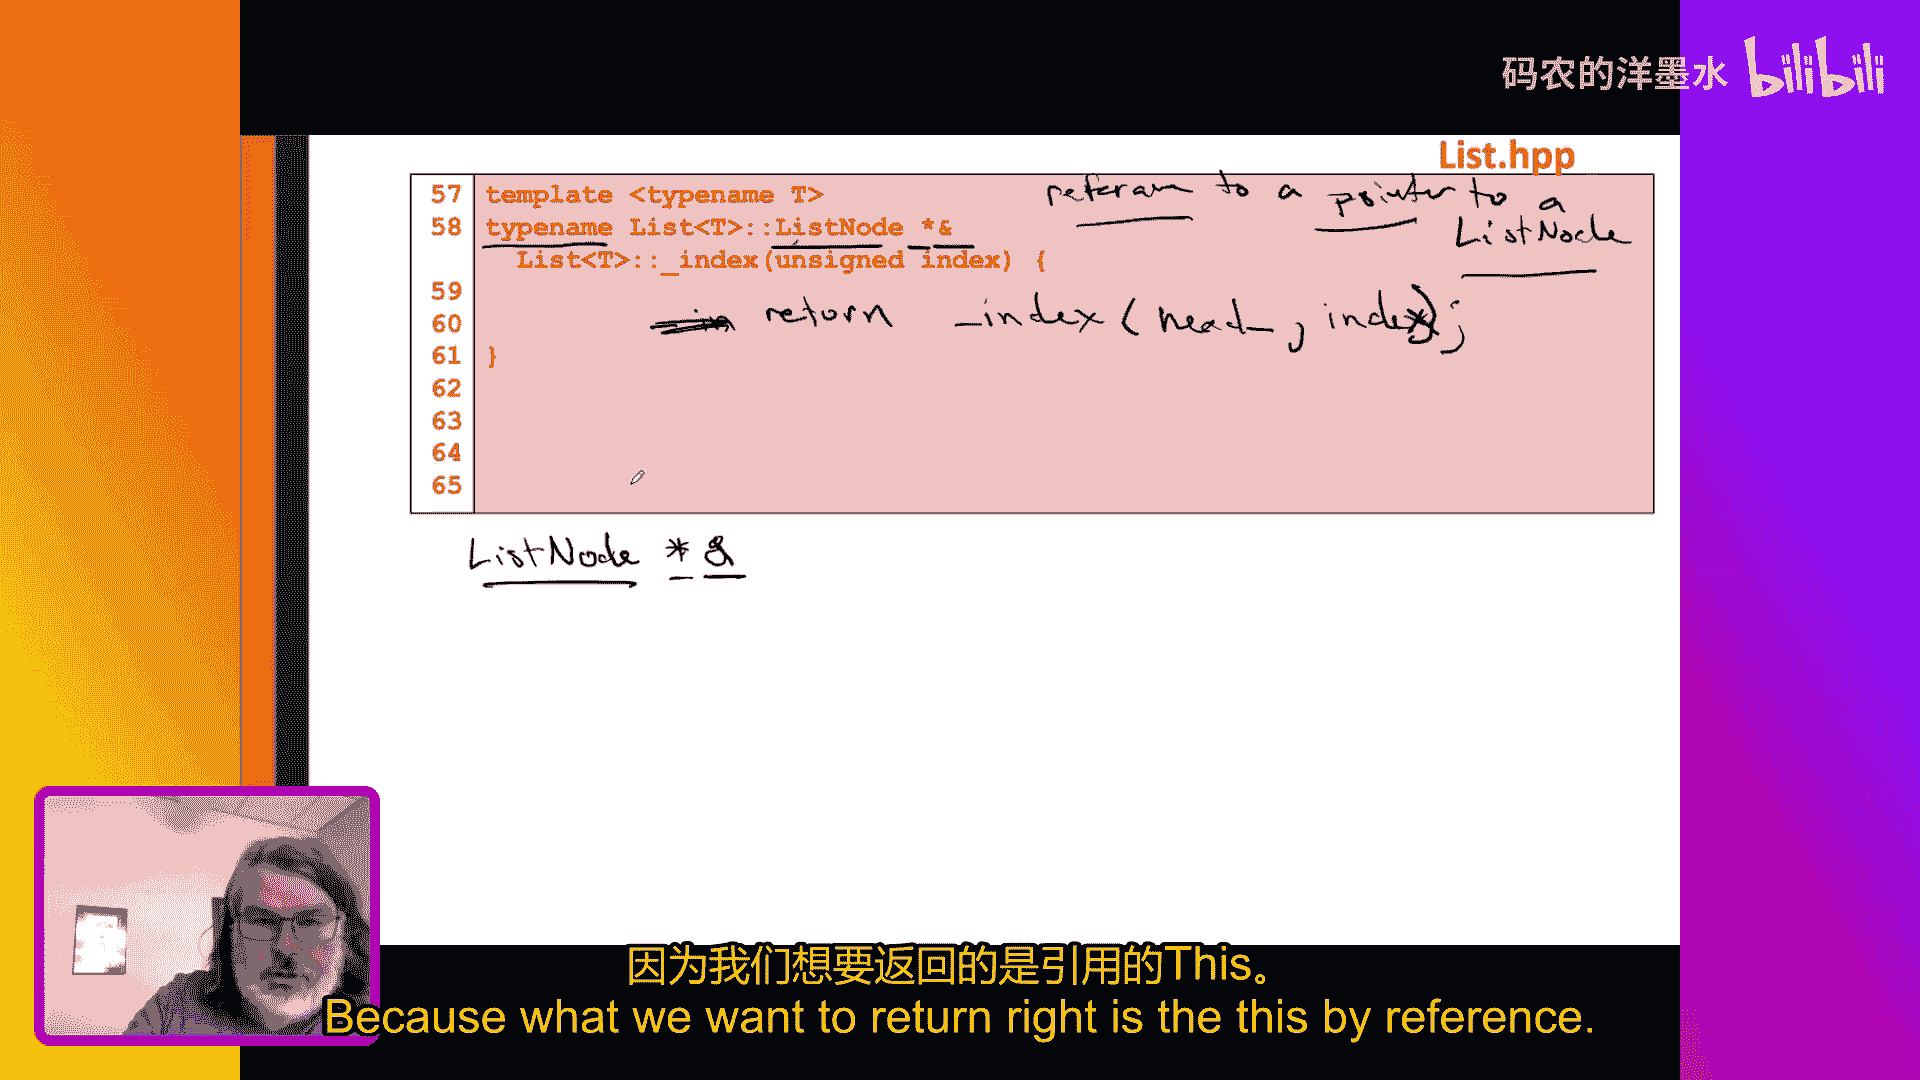 码农的洋墨水 bilibili
List.hpp
57 template <typename T>
58 typename List<T>::ListNode *&
List<T>::_index(unsigned index) {
59
60
61 }
62
63
64
65
to a pointer to a
ListNode
return _index(head_, index);
ListNode *&
因为我们想要返回的是引用的This。
Because what we want to return right is the this by reference.